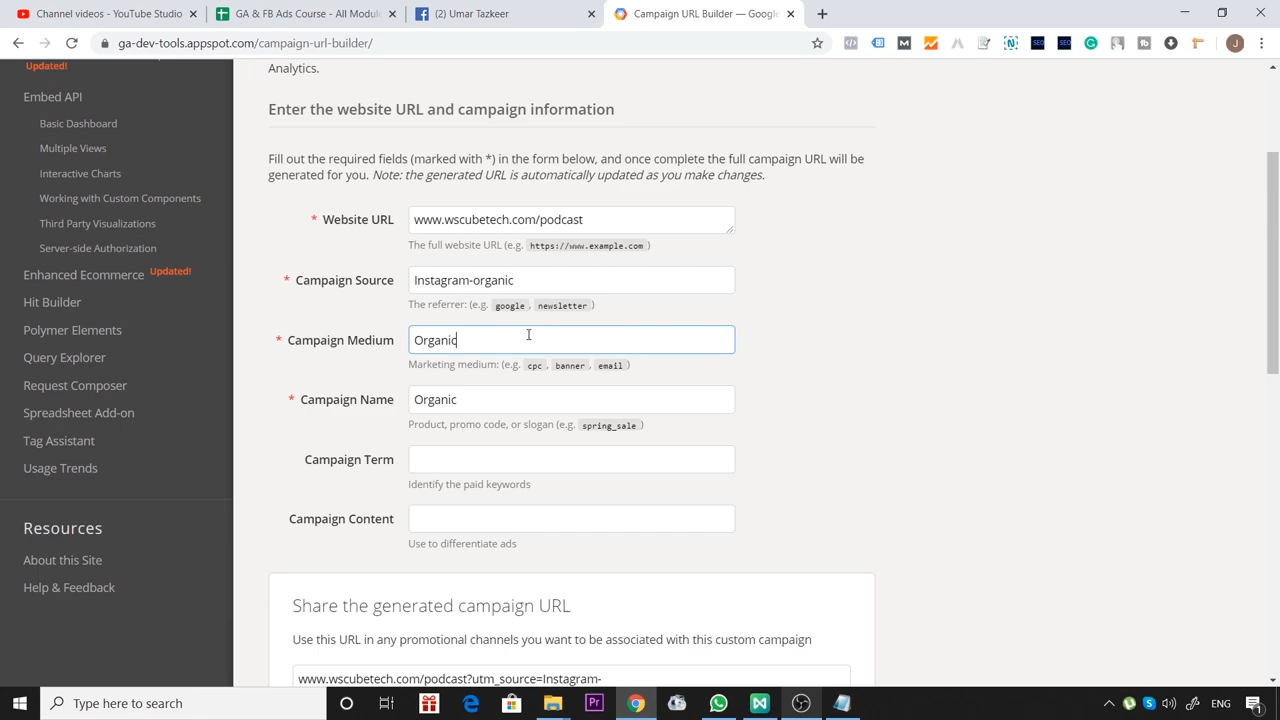 Channel videos - YouTube Studio
GA & FB Ads Course - All Module
(2) Umar Tazkeer
Campaign URL Builder — Google
ga-dev-tools.appspot.com/campaign-url-builder/
Updated!
Embed API
Basic Dashboard
Multiple Views
Interactive Charts
Working with Custom Components
Third Party Visualizations
Server-side Authorization
Enhanced Ecommerce Updated!
Hit Builder
Polymer Elements
Query Explorer
Request Composer
Spreadsheet Add-on
Tag Assistant
Usage Trends
Resources
About this Site
Help & Feedback
Analytics.
Enter the website URL and campaign information
Fill out the required fields (marked with *) in the form below, and once complete the full campaign URL will be
generated for you. Note: the generated URL is automatically updated as you make changes.
* Website URL www.wscubetech.com/podcast
The full website URL (e.g. https://www.example.com )
* Campaign Source Instagram-organic
The referrer: (e.g. google , newsletter )
* Campaign Medium Organic
Marketing medium: (e.g. cpc , banner , email )
* Campaign Name Organic
Product, promo code, or slogan (e.g. spring_sale )
Campaign Term
Identify the paid keywords
Campaign Content
Use to differentiate ads
Share the generated campaign URL
Use this URL in any promotional channels you want to be associated with this custom campaign
www.wscubetech.com/podcast?utm_source=Instagram-
Type here to search
ENG